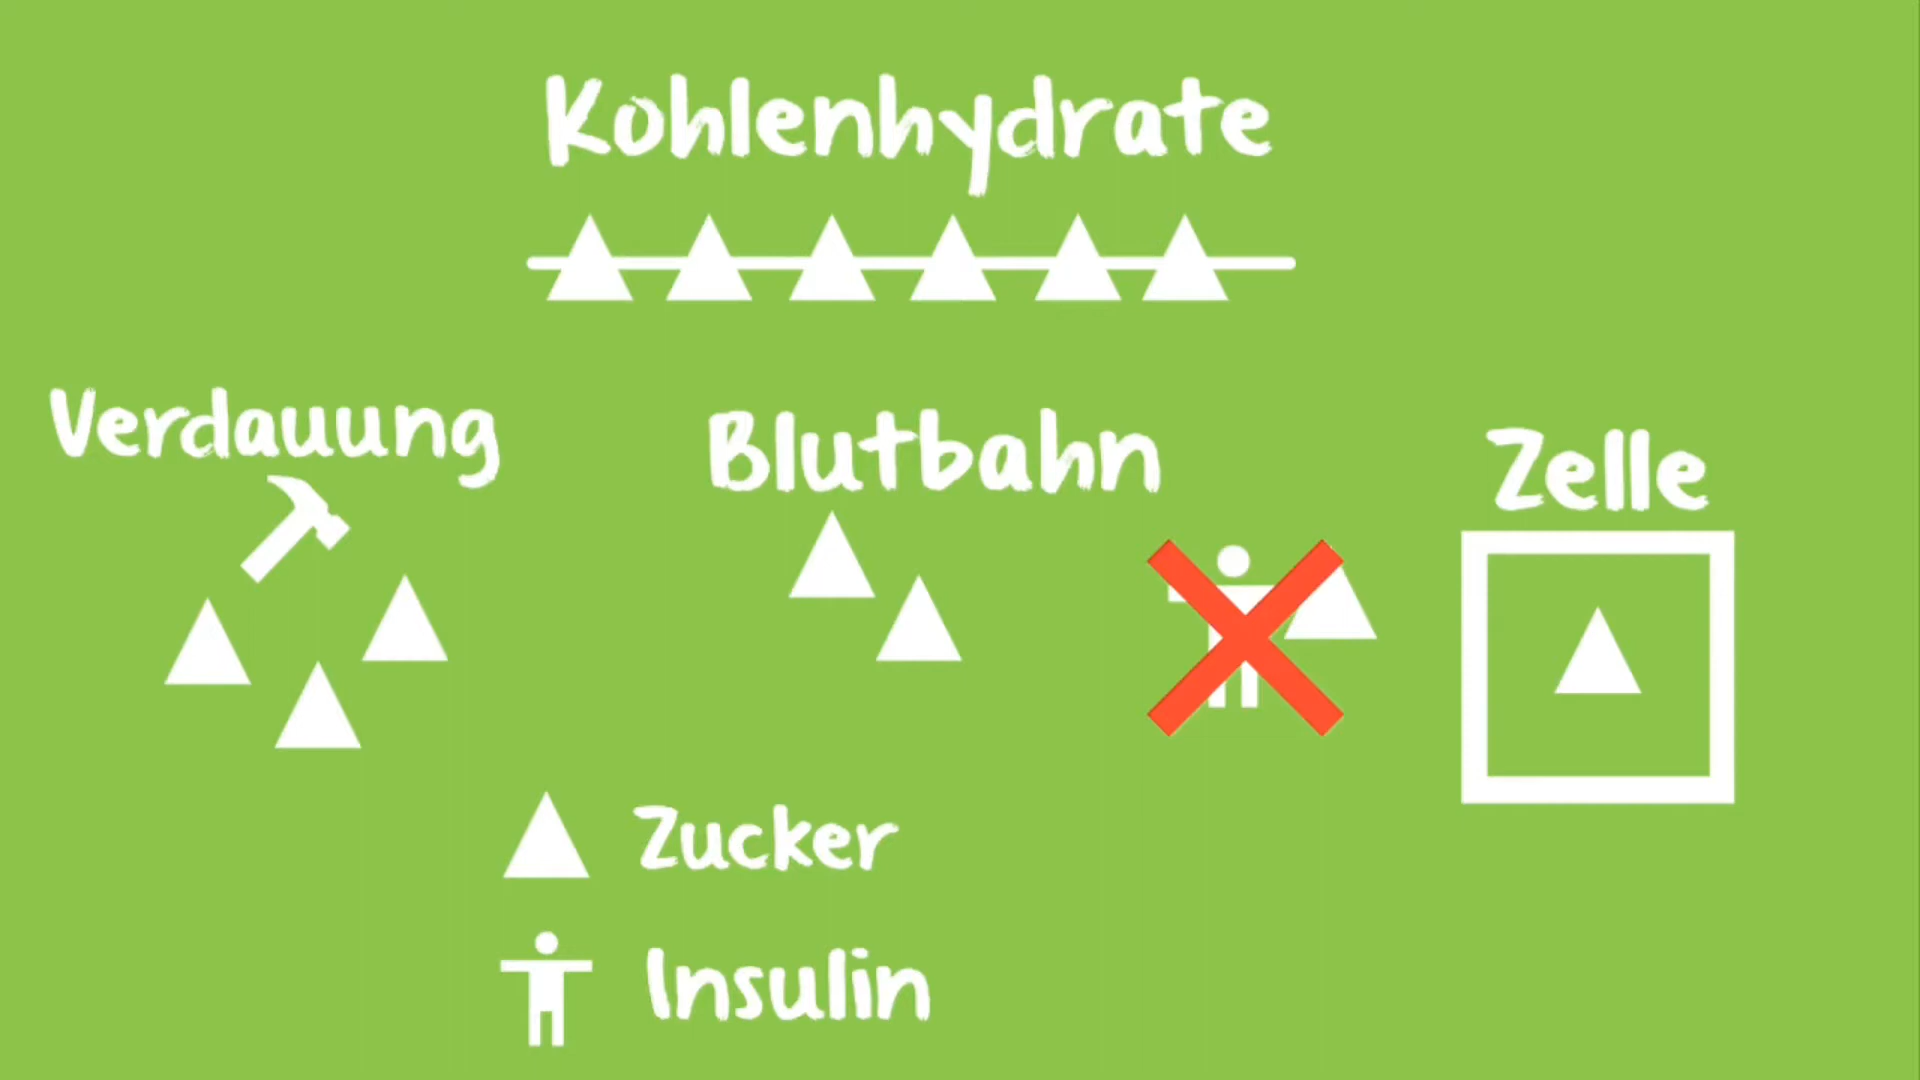 Kohlenhydrate
Verdauung
Blutbahn
Zelle
Zucker
Insulin